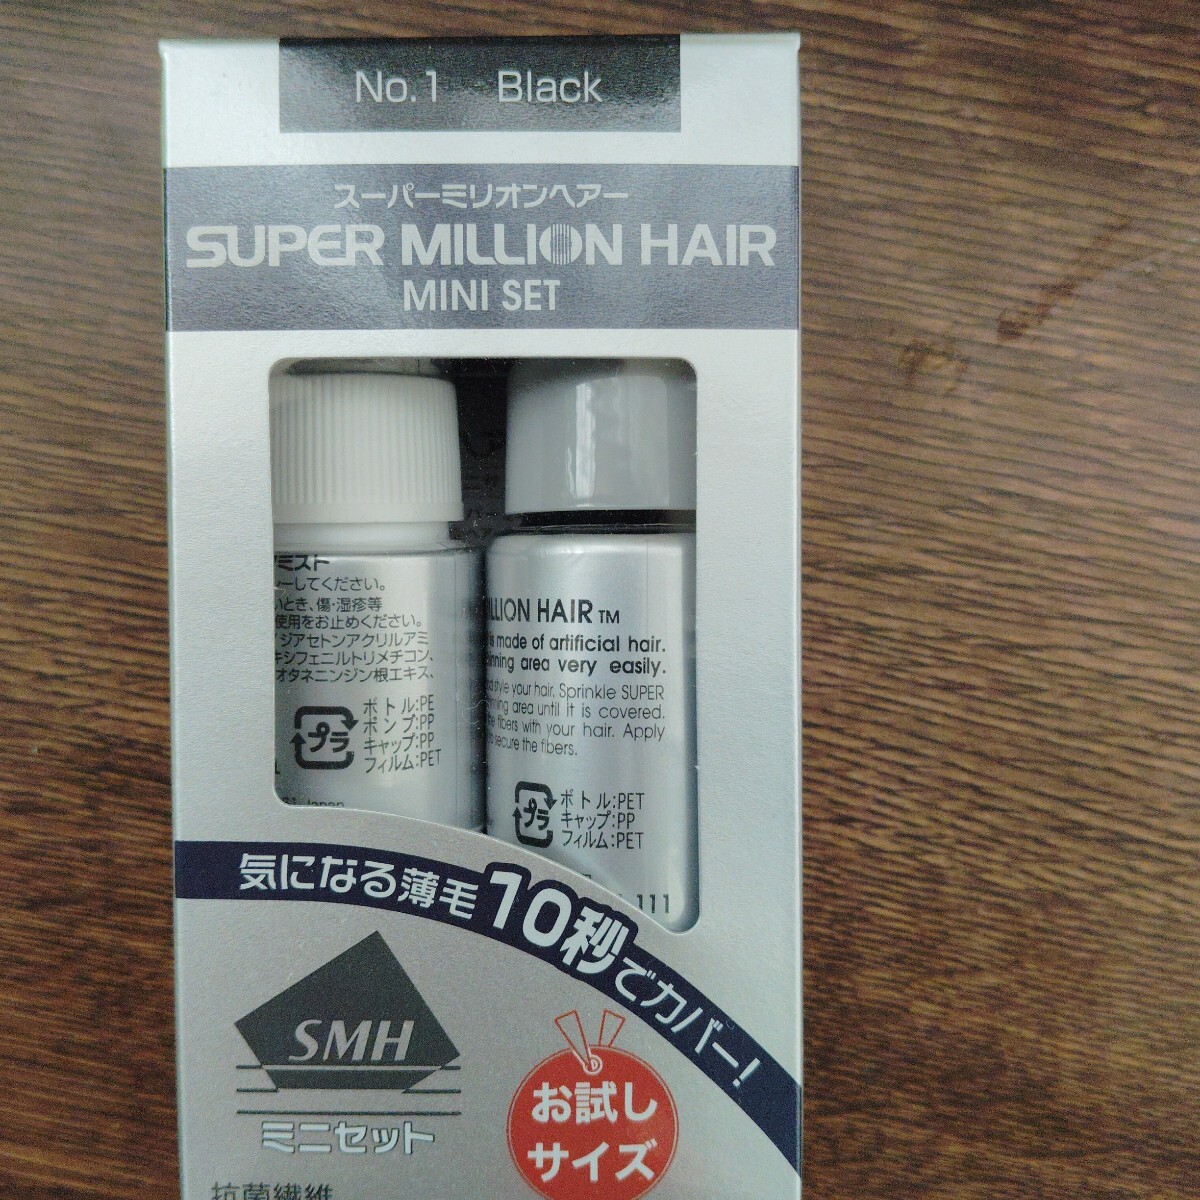 No.1 Black
スーパーミリオンヘアー
SUPER MILLION HAIR
MINI SET
ミスト
してください。
いとき、傷・湿疹等
使用をお止めください。
ジアセトンアクリルアミ
キシフェニルトリメチコン、
オタネニンジン根エキス、
プラ
ボトル:PE
ポンプ:PP
キャップ:PP
フィルム:PET
Japan
ILLION HAIR TM
is made of artificial hair.
nning area very easily.
d style your hair. Sprinkle SUPER
nning area until it is covered.
the fibers with your hair. Apply
o secure the fibers.
プラ
ボトル:PET
キャップ:PP
フィルム:PET
111
気になる薄毛10秒でカバー!
SMH
ミニセット
お試し
サイズ
抗菌繊維